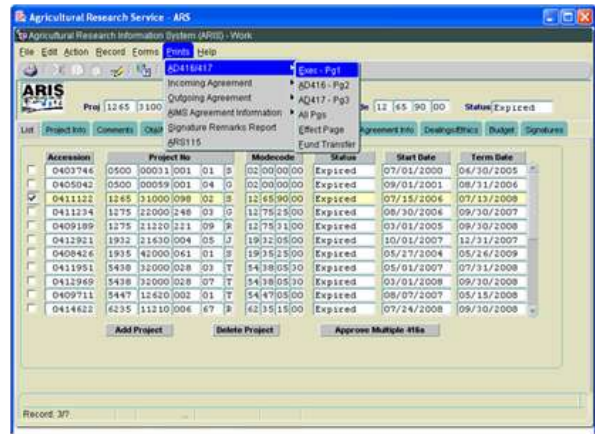 Agricultural Research Service - ARS
Agricultural Research Information System (ARIS) - Work
File Edit Action Record Forms Prints Help
AD416/417
Incoming Agreement
Outgoing Agreement
AIMS Agreement Information
Signature Remarks Report
ARS115
Exec - Pg1
AD416 - Pg2
AD417 - Pg3
All Pgs
Effect Page
Fund Transfer
ARIS
Proj 1265 3100 12 65 90 00 Status Expired
List Project Info Comments Agreement Info Dealings/Ethics Budget Signatures
Accession Project No Modecode Status Start Date Term Date
0403746 0500 00031 001 01 S 02 00 00 00 Expired 07/01/2000 06/30/2005
0405042 0500 00059 001 04 G 02 00 00 00 Expired 09/01/2001 08/31/2006
0411122 1265 31000 098 02 S 12 65 90 00 Expired 07/15/2006 07/13/2008
0411234 1275 22000 248 03 G 12 75 25 00 Expired 08/30/2006 09/30/2007
0409189 1275 21220 221 09 R 12 75 31 00 Expired 03/01/2005 09/30/2008
0412921 1932 21630 004 05 J 19 32 05 00 Expired 10/01/2007 12/31/2007
0408426 1935 42000 061 01 S 19 35 25 00 Expired 05/27/2004 05/26/2009
0411951 5438 32000 028 03 T 54 38 05 30 Expired 05/01/2007 07/31/2008
0412969 5438 32000 028 07 T 54 38 05 30 Expired 03/01/2008 09/30/2008
0409711 5447 12620 002 01 T 54 47 05 00 Expired 08/07/2007 05/15/2008
0414622 6235 11210 006 67 R 62 35 15 00 Expired 07/24/2008 09/30/2008
Add Project Delete Project Approve Multiple 416s
Record: 3/?